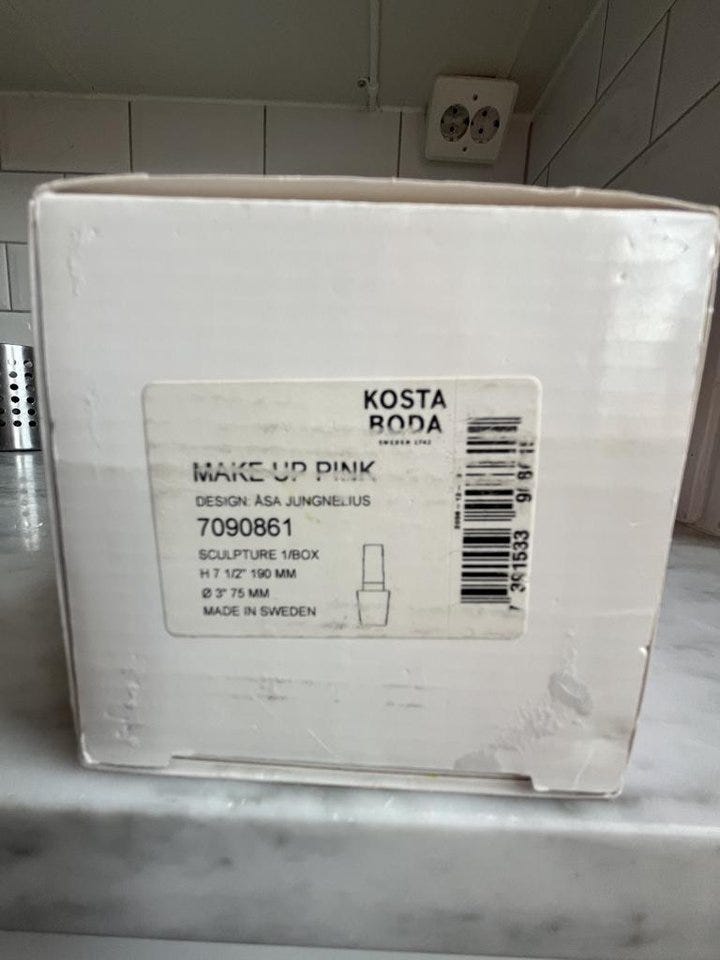 KOSTA
BODA
SWEDEN 1742
MAKE UP PINK
DESIGN: ÅSA JUNGNELIUS
7090861
SCULPTURE 1/BOX
H 7 1/2" 190 MM
Ø 3" 75 MM
MADE IN SWEDEN